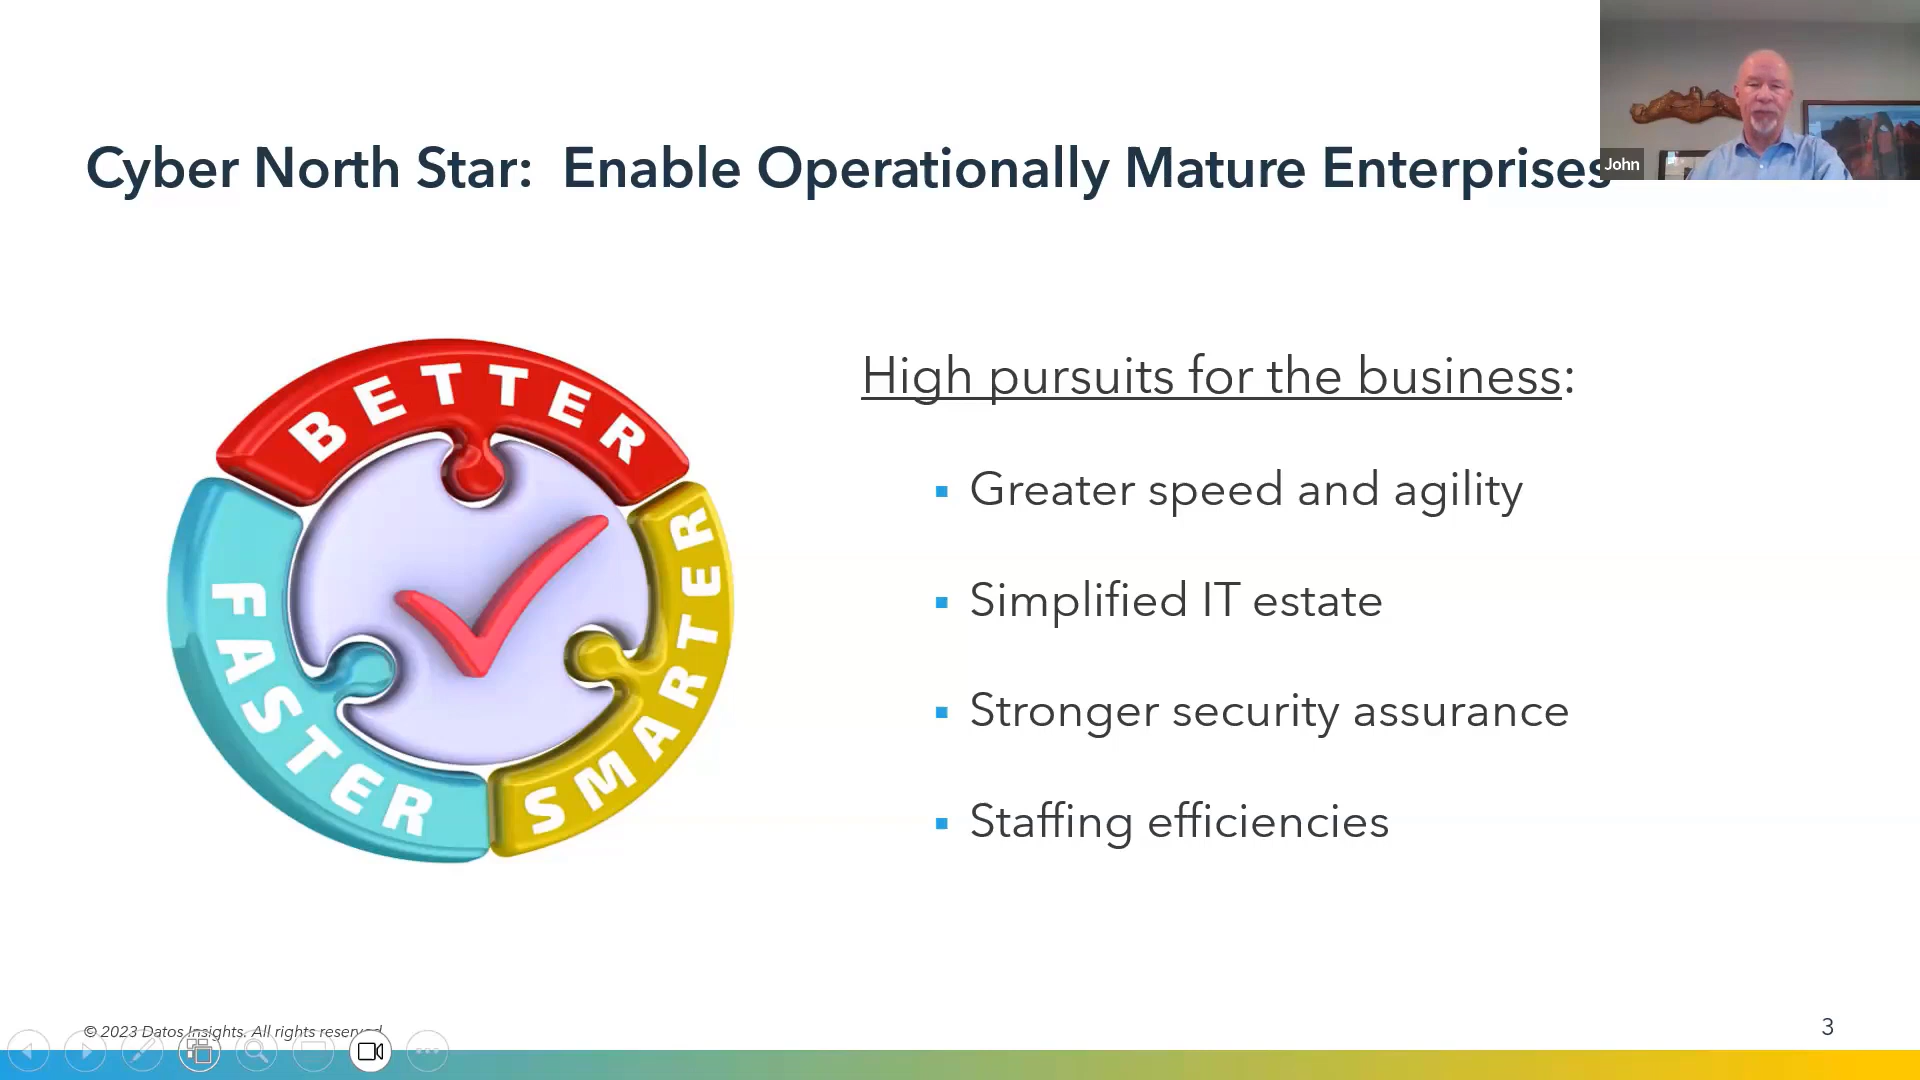 Cyber North Star:  Enable Operationally Mature Enterprises
John
BETTER
FASTER
SMARTER
High pursuits for the business:
Greater speed and agility
Simplified IT estate
Stronger security assurance
Staffing efficiencies
© 2023 Datos Insights. All rights reserved.
3